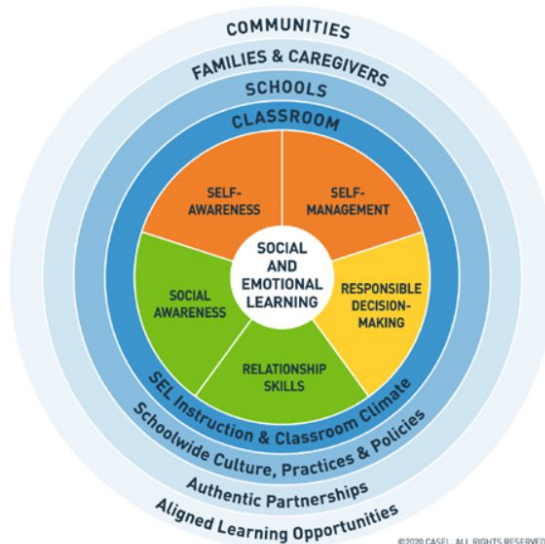 COMMUNITIES
FAMILIES & CAREGIVERS
SCHOOLS
CLASSROOM
SELF-
AWARENESS
SELF-
MANAGEMENT
SOCIAL
AND
EMOTIONAL
LEARNING
SOCIAL
AWARENESS
RESPONSIBLE
DECISION-
MAKING
RELATIONSHIP
SKILLS
SEL Instruction & Classroom Climate
Schoolwide Culture, Practices & Policies
Authentic Partnerships
Aligned Learning Opportunities
©2020 CASEL. ALL RIGHTS RESERVED